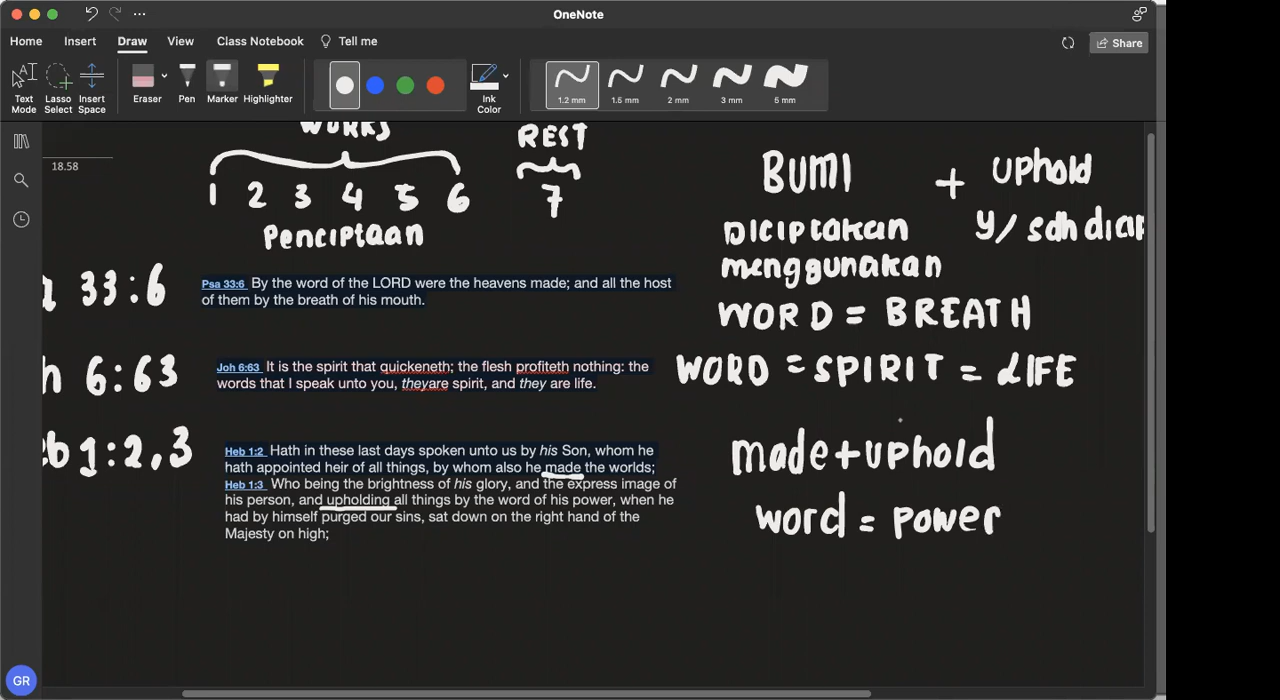 OneNote
Home Insert Draw View Class Notebook Tell me
Share
Text Mode
Lasso Select
Insert Space
Eraser
Pen
Marker
Highlighter
Ink Color
1.2 mm
1.5 mm
2 mm
3 mm
5 mm
18.58
WORKS
REST
1 2 3 4 5 6
7
Penciptaan
33:6
Psa 33:6 By the word of the LORD were the heavens made; and all the host
of them by the breath of his mouth.
h 6:63
Joh 6:63 It is the spirit that quickeneth; the flesh profiteth nothing: the
words that I speak unto you, theyare spirit, and they are life.
eb 1:2,3
Heb 1:2 Hath in these last days spoken unto us by his Son, whom he
hath appointed heir of all things, by whom also he made the worlds;
Heb 1:3 Who being the brightness of his glory, and the express image of
his person, and upholding all things by the word of his power, when he
had by himself purged our sins, sat down on the right hand of the
Majesty on high;
BUMI + uphold
DICIPTAKAN
y/ sdh dicip
menggunakan
WORD = BREATH
WORD = SPIRIT = LIFE
made+uphold
word = power
GR